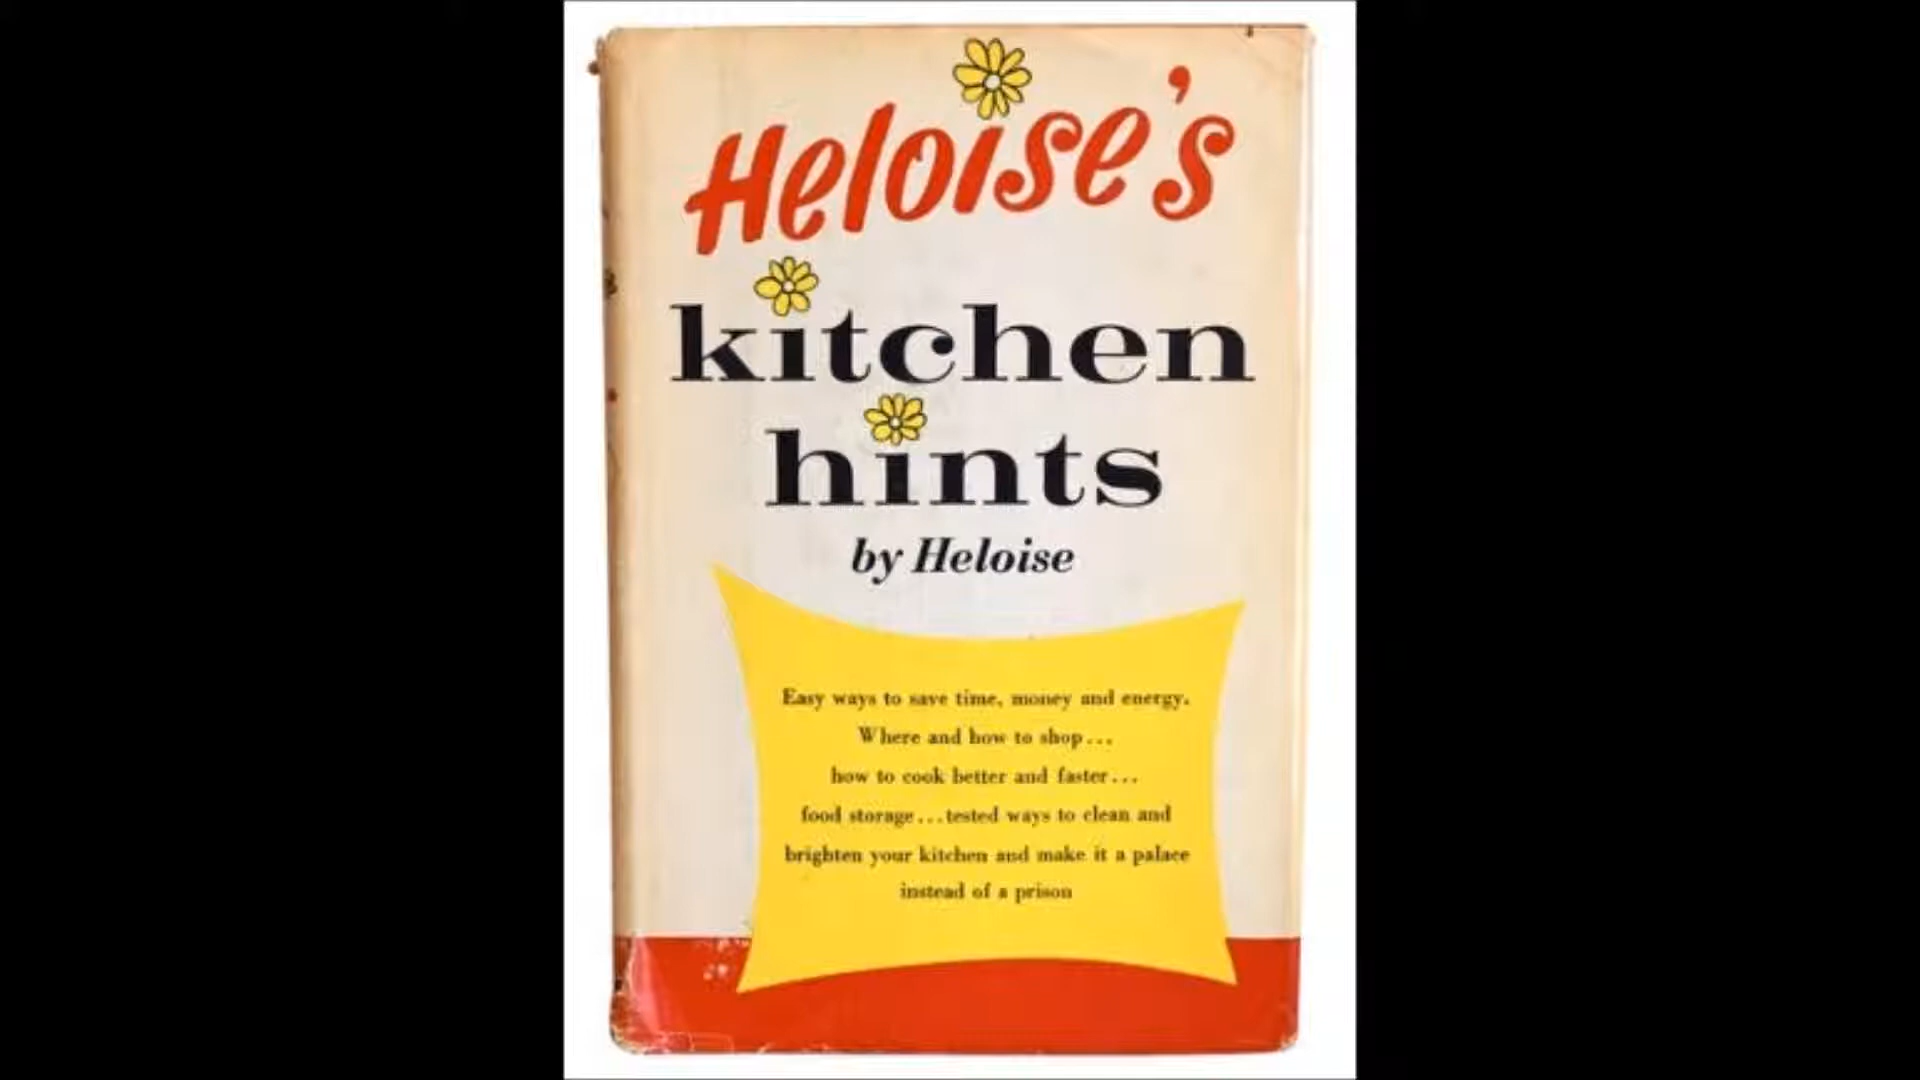 Heloise's
kitchen
hints
by Heloise
Easy ways to save time, money and energy.
Where and how to shop...
how to cook better and faster...
food storage...tested ways to clean and
brighten your kitchen and make it a palace
instead of a prison